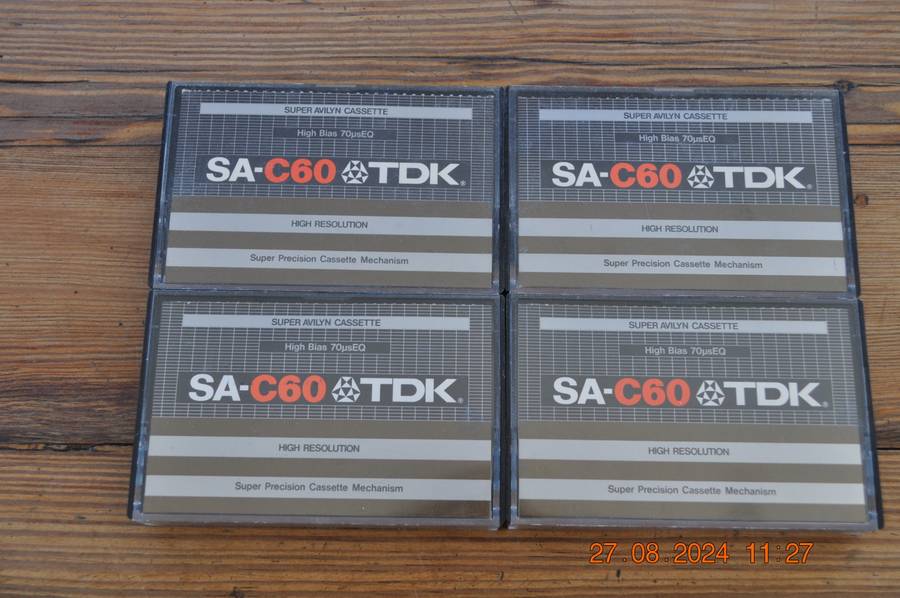 SUPER AVILYN CASSETTE
High Bias 70µsEQ
SA-C60 TDK®
HIGH RESOLUTION
Super Precision Cassette Mechanism
SUPER AVILYN CASSETTE
High Bias 70µsEQ
SA-C60 TDK®
HIGH RESOLUTION
Super Precision Cassette Mechanism
SUPER AVILYN CASSETTE
High Bias 70µsEQ
SA-C60 TDK®
HIGH RESOLUTION
Super Precision Cassette Mechanism
SUPER AVILYN CASSETTE
High Bias 70µsEQ
SA-C60 TDK®
HIGH RESOLUTION
Super Precision Cassette Mechanism
27.08.2024 11:27